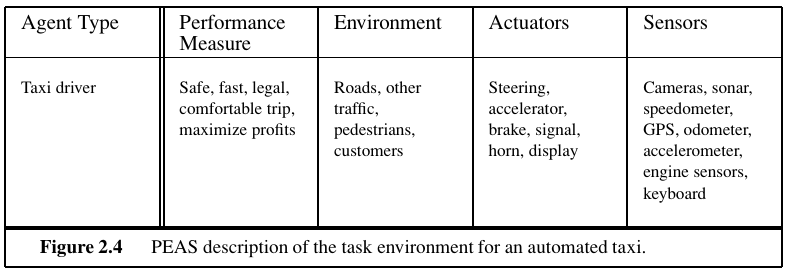 Agent Type
Performance Measure
Environment
Actuators
Sensors
Taxi driver
Safe, fast, legal,
comfortable trip,
maximize profits
Roads, other
traffic,
pedestrians,
customers
Steering,
accelerator,
brake, signal,
horn, display
Cameras, sonar,
speedometer,
GPS, odometer,
accelerometer,
engine sensors,
keyboard
Figure 2.4 PEAS description of the task environment for an automated taxi.